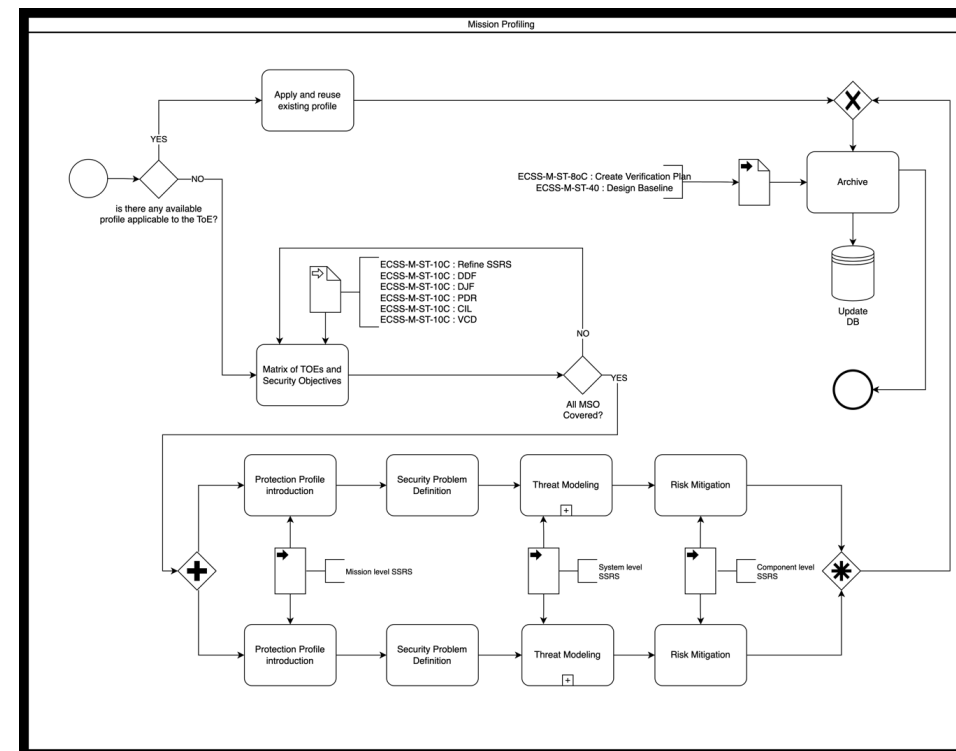 Mission Profiling
Apply and reuse
existing profile
YES
NO
is there any available
profile applicable to the ToE?
ECSS-M-ST-8oC : Create Verification Plan
ECSS-M-ST-40 : Design Baseline
Archive
Update
DB
ECSS-M-ST-10C : Refine SSRS
ECSS-M-ST-10C : DDF
ECSS-M-ST-10C : DJF
ECSS-M-ST-10C : PDR
ECSS-M-ST-10C : CIL
ECSS-M-ST-10C : VCD
Matrix of TOEs and
Security Objectives
NO
YES
All MSO
Covered?
Protection Profile
introduction
Security Problem
Definition
Threat Modeling
Risk Mitigation
Mission level SSRS
System level
SSRS
Component level
SSRS
Protection Profile
introduction
Security Problem
Definition
Threat Modeling
Risk Mitigation